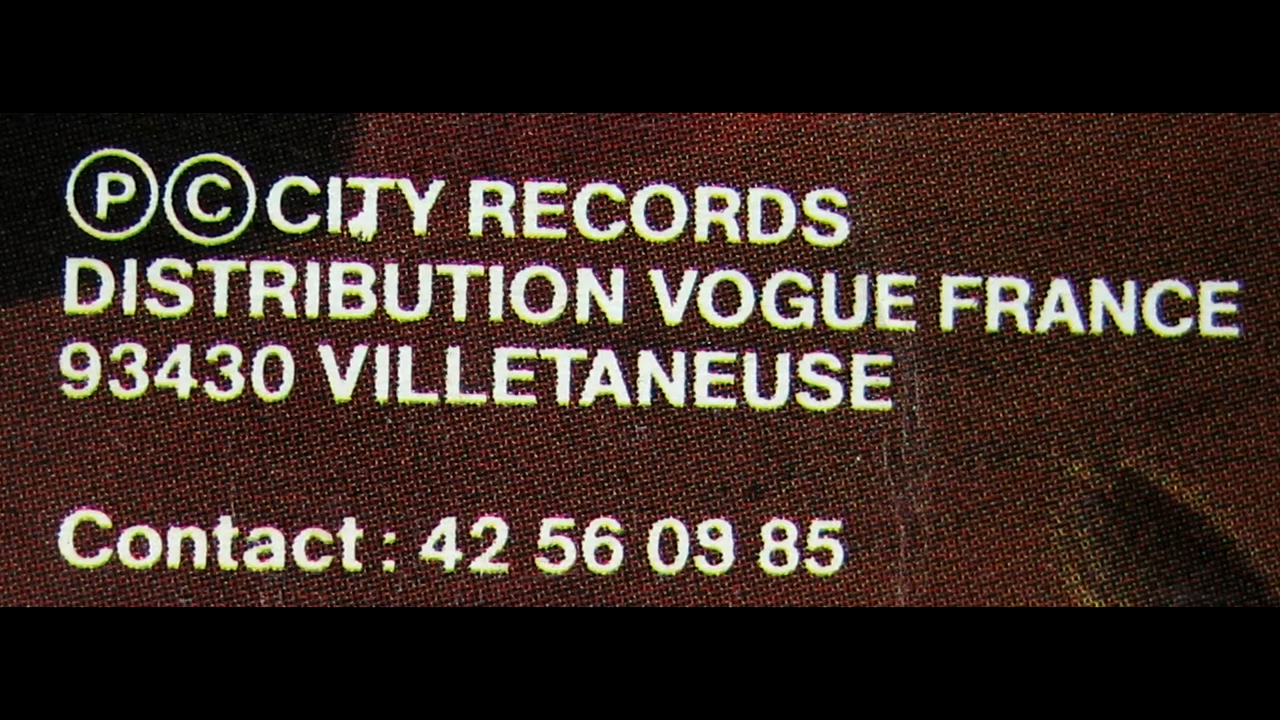 ⓅⒸCITY RECORDS
DISTRIBUTION VOGUE FRANCE
93430 VILLETANEUSE
Contact : 42 56 09 85